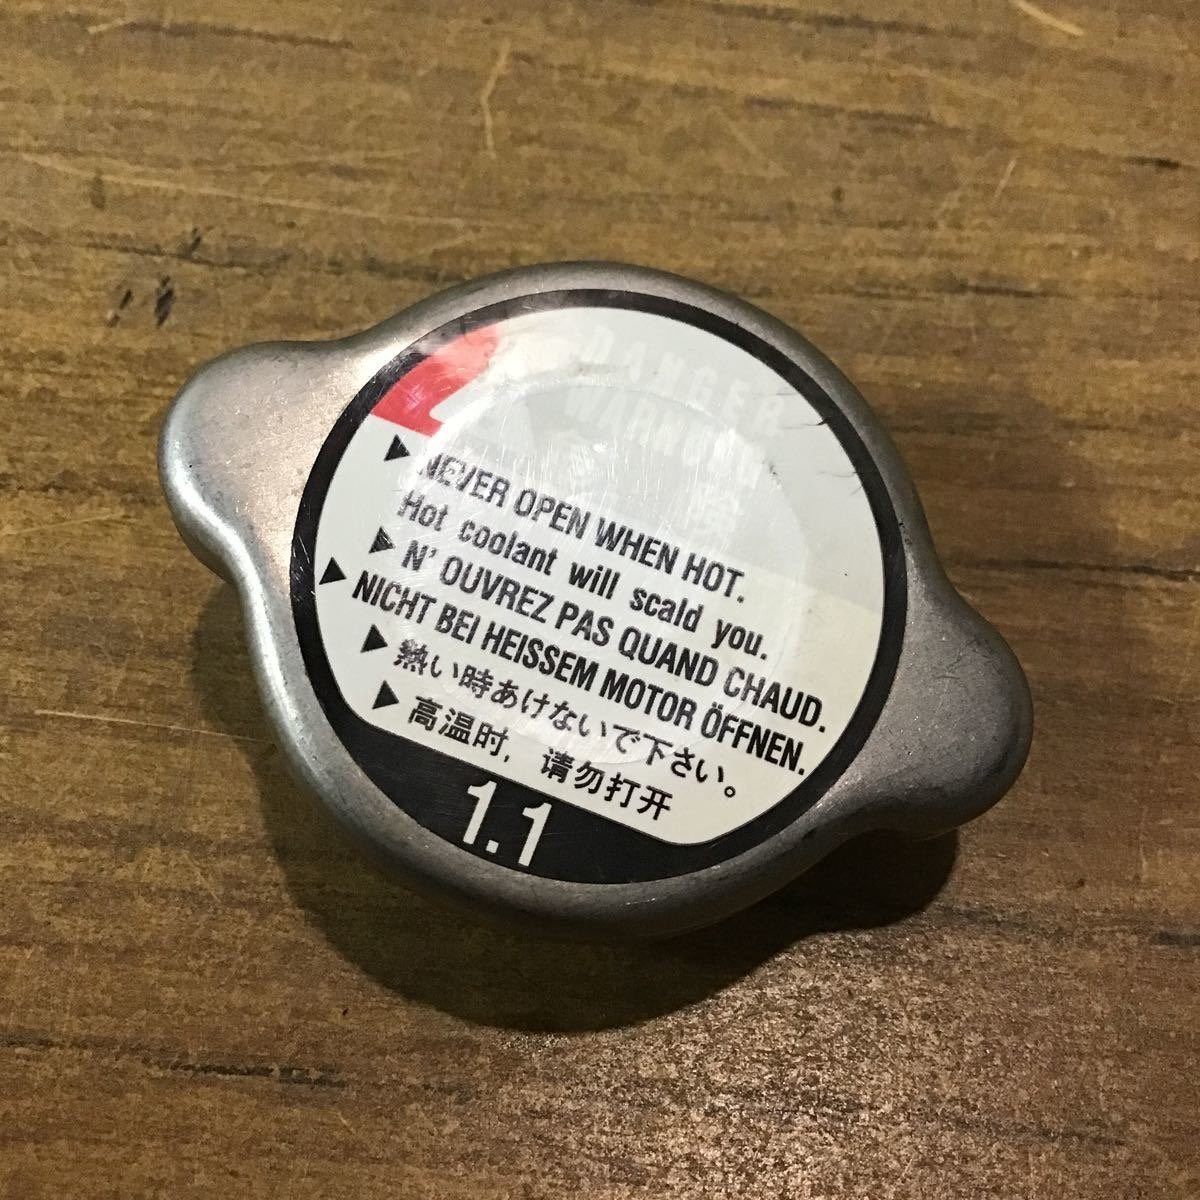 DANGER
WARNING
▶ NEVER OPEN WHEN HOT.
Hot coolant will scald you.
▶ N' OUVREZ PAS QUAND CHAUD.
▶ NICHT BEI HEISSEM MOTOR ÖFFNEN.
▶ 熱い時あけないで下さい。
▶ 高温时，请勿打开
1.1